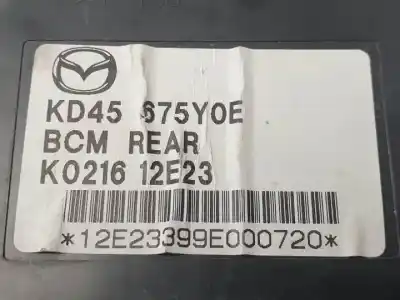 KD45 675Y0E
BCM REAR
K0216 12E23
*12E23399E000720*